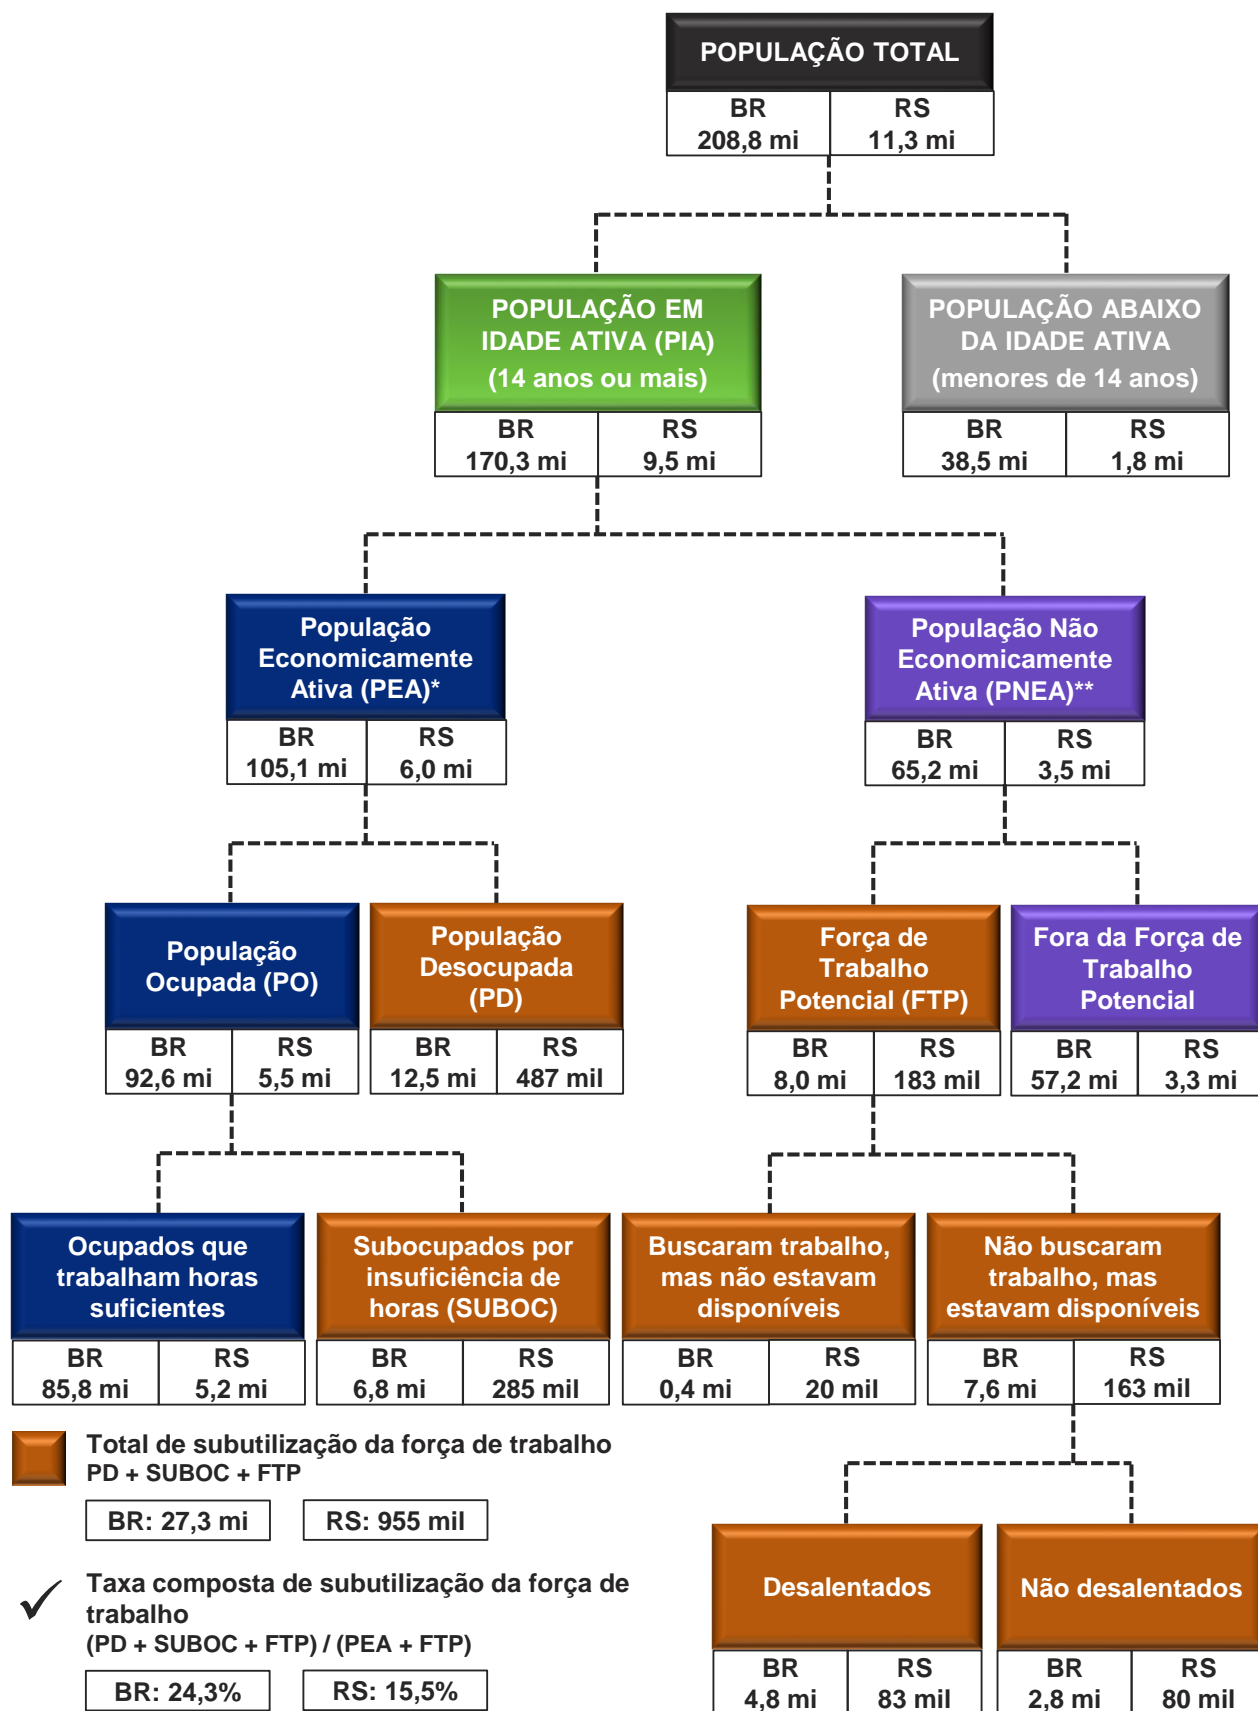 POPULAÇÃO TOTAL
BR RS
208,8 mi 11,3 mi
POPULAÇÃO EM
IDADE ATIVA (PIA)
(14 anos ou mais)
BR RS
170,3 mi 9,5 mi
POPULAÇÃO ABAIXO
DA IDADE ATIVA
(menores de 14 anos)
BR RS
38,5 mi 1,8 mi
População
Economicamente
Ativa (PEA)*
BR RS
105,1 mi 6,0 mi
População Não
Economicamente
Ativa (PNEA)**
BR RS
65,2 mi 3,5 mi
População
Ocupada (PO)
BR RS
92,6 mi 5,5 mi
População
Desocupada
(PD)
BR RS
12,5 mi 487 mil
Força de
Trabalho
Potencial (FTP)
BR RS
8,0 mi 183 mil
Fora da Força de
Trabalho
Potencial
BR RS
57,2 mi 3,3 mi
Ocupados que
trabalham horas
suficientes
BR RS
85,8 mi 5,2 mi
Subocupados por
insuficiência de
horas (SUBOC)
BR RS
6,8 mi 285 mil
Buscaram trabalho,
mas não estavam
disponíveis
BR RS
0,4 mi 20 mil
Não buscaram
trabalho, mas
estavam disponíveis
BR RS
7,6 mi 163 mil
Total de subutilização da força de trabalho
PD + SUBOC + FTP
BR: 27,3 mi RS: 955 mil
Taxa composta de subutilização da força de
trabalho
(PD + SUBOC + FTP) / (PEA + FTP)
BR: 24,3% RS: 15,5%
Desalentados
BR RS
4,8 mi 83 mil
Não desalentados
BR RS
2,8 mi 80 mil